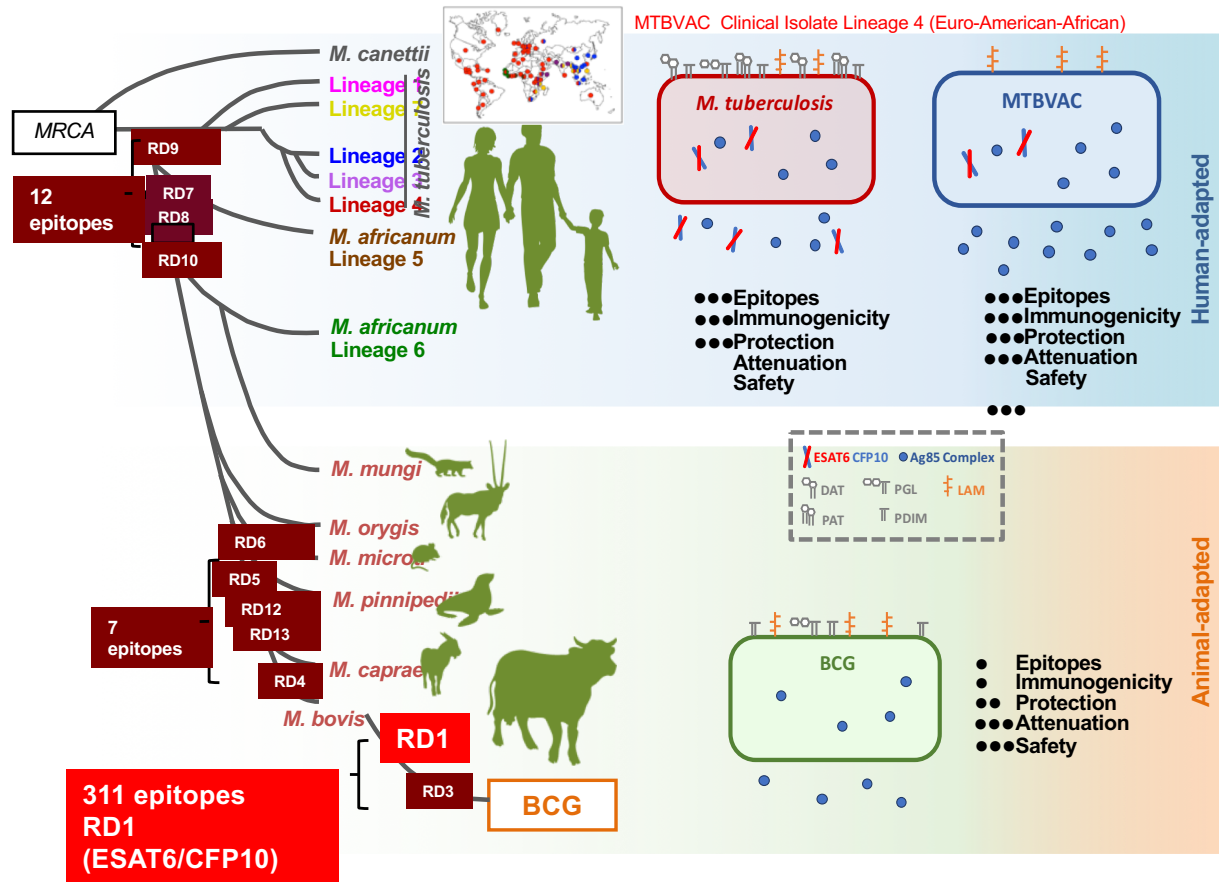 MTBVAC Clinical Isolate Lineage 4 (Euro-American-African)
M. canettii
Lineage 1
Lineage
MRCA
RD9
Lineage 2
Lineage 3
Lineage 4
M. tuberculosis
12
epitopes
RD7
RD8
RD10
M. africanum
Lineage 5
M. africanum
Lineage 6
M. tuberculosis
MTBVAC
●●●Epitopes
●●●Immunogenicity
●●●Protection
Attenuation
Safety
●●●Epitopes
●●●Immunogenicity
●●●Protection
●●●Attenuation
Safety
●●●
Human-adapted
M. mungi
M. orygis
RD6
M. microti
RD5
M. pinnipedii
RD12
7
epitopes
RD13
M. caprae
RD4
M. bovis
RD1
RD3
BCG
311 epitopes
RD1
(ESAT6/CFP10)
ESAT6 CFP10 Ag85 Complex
DAT PGL LAM
PAT PDIM
BCG
● Epitopes
● Immunogenicity
●● Protection
●●●Attenuation
●●●Safety
Animal-adapted